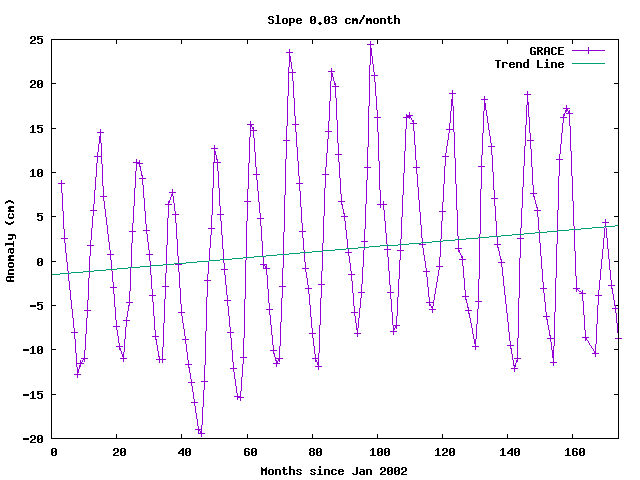 Slope 0.03 cm/month
GRACE
Trend Line
25
20
15
10
5
0
-5
-10
-15
-20
Anomaly (cm)
0 20 40 60 80 100 120 140 160
Months since Jan 2002